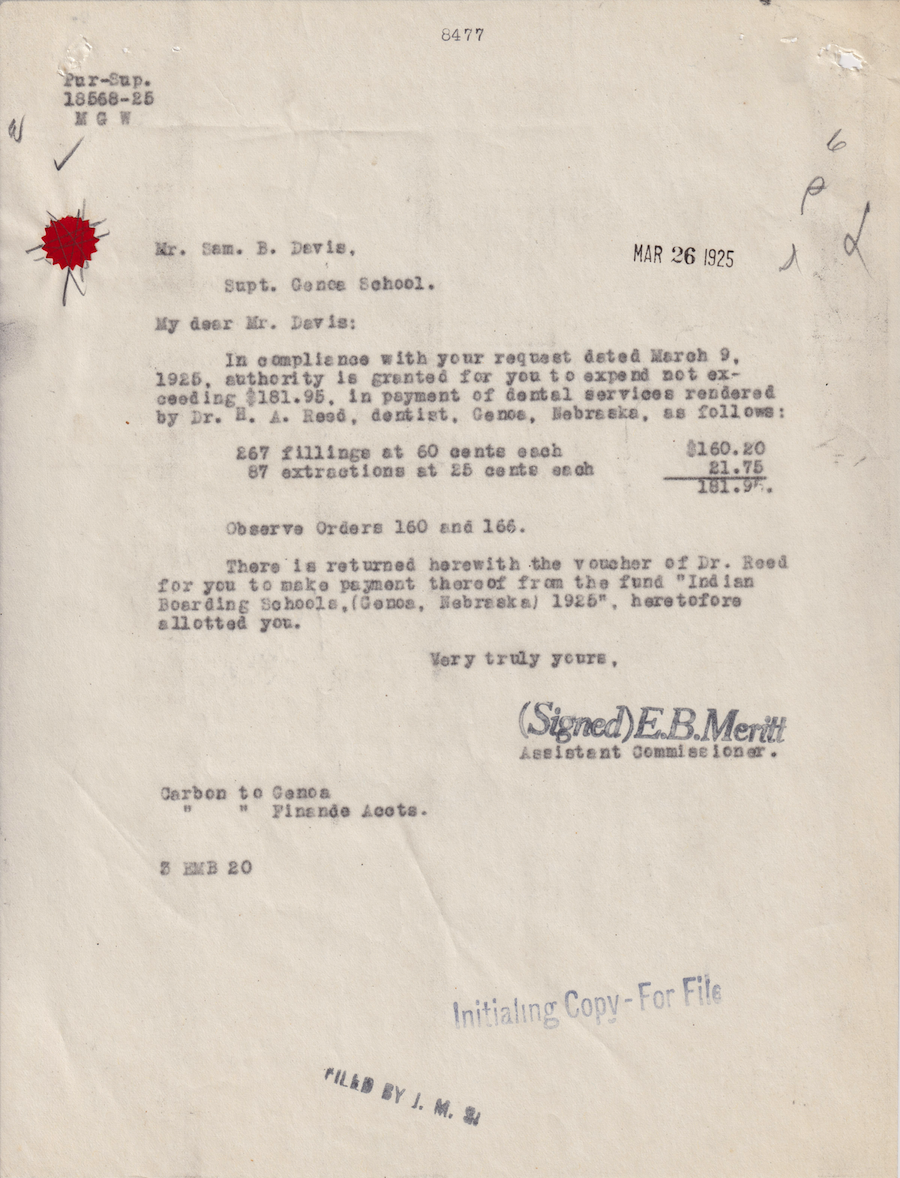 8477
Pur-Sup.
18568-25
M G W
Mr. Sam. B. Davis,
MAR 26 1925
Supt. Genoa School.
My dear Mr. Davis:
In compliance with your request dated March 9,
1925, authority is granted for you to expend not ex-
ceeding $181.95, in payment of dental services rendered
by Dr. H. A. Reed, dentist, Genoa, Nebraska, as follows:
267 fillings at 60 cents each $160.20
87 extractions at 25 cents each 21.75
181.95.
Observe Orders 160 and 166.
There is returned herewith the voucher of Dr. Reed
for you to make payment thereof from the fund "Indian
Boarding Schools,(Genoa, Nebraska) 1925", heretofore
allotted you.
Very truly yours,
(Signed) E.B.Meritt
Assistant Commissioner.
Carbon to Genoa
" " Finande Accts.
3 EMB 20
Initialing Copy - For File
FILED BY J. M. S.